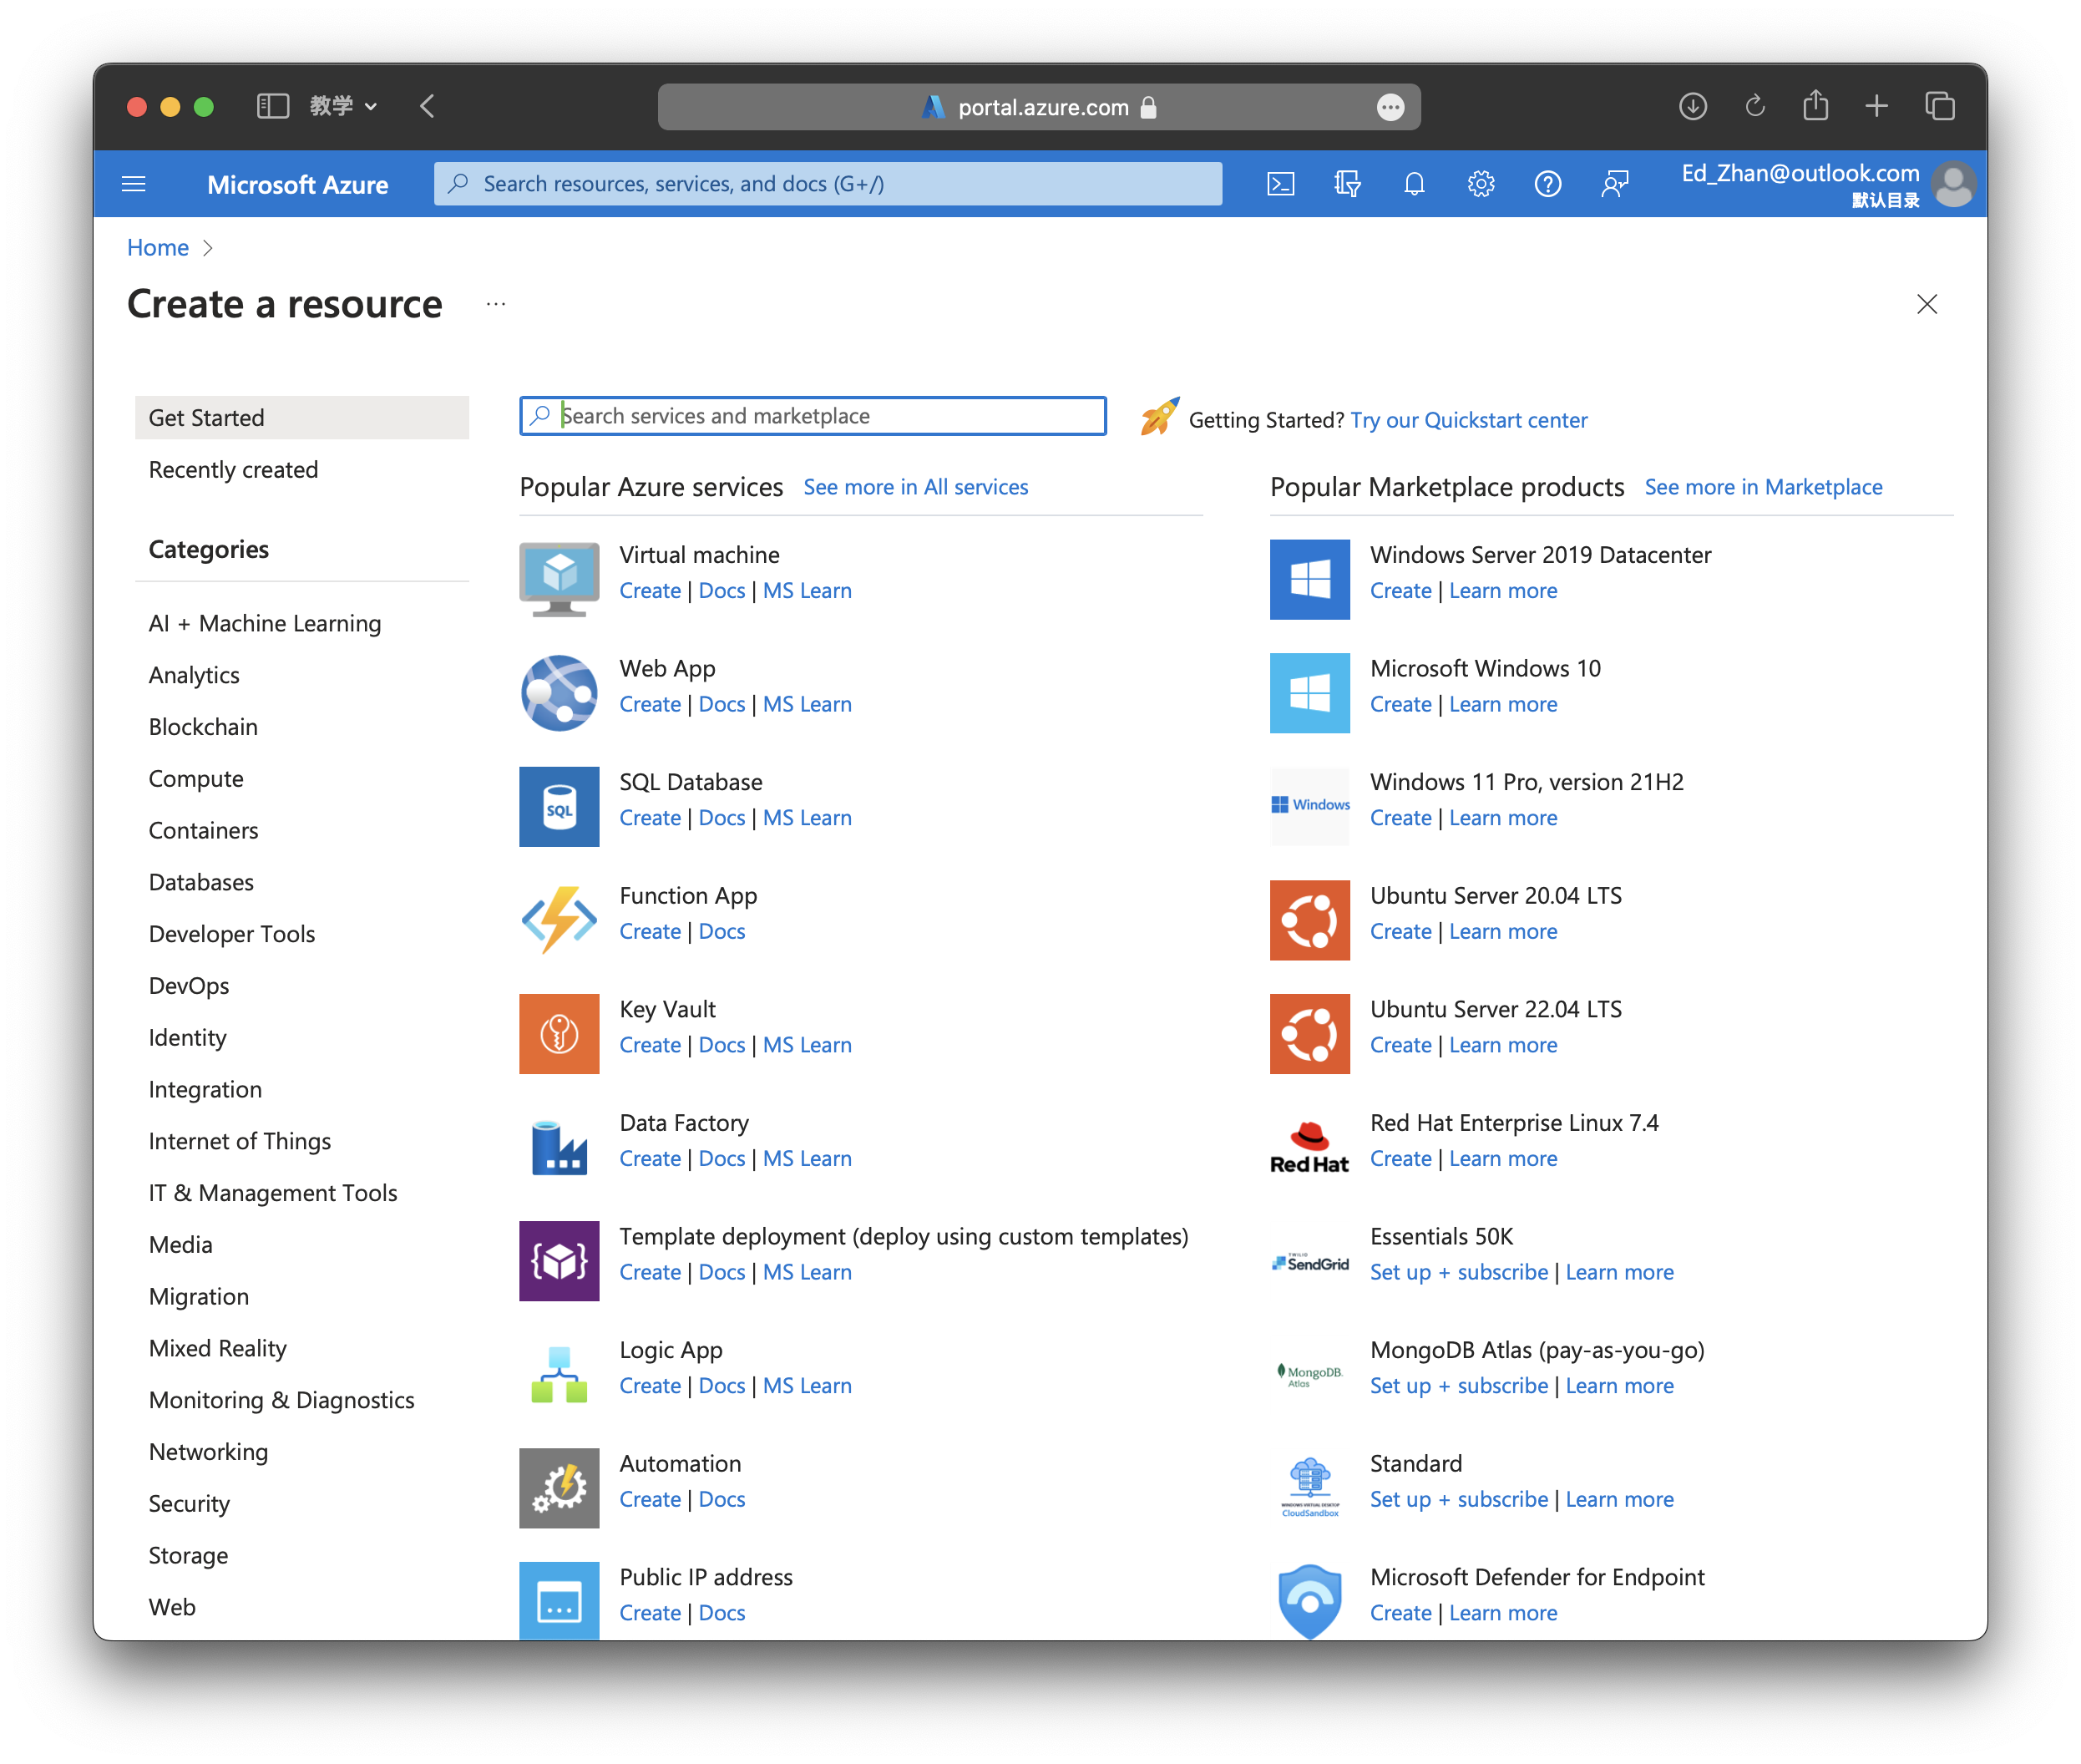 教学
portal.azure.com
Microsoft Azure
Search resources, services, and docs (G+/)
Ed_Zhan@outlook.com
默认目录
Home
Create a resource
Get Started
Recently created
Categories
AI + Machine Learning
Analytics
Blockchain
Compute
Containers
Databases
Developer Tools
DevOps
Identity
Integration
Internet of Things
IT & Management Tools
Media
Migration
Mixed Reality
Monitoring & Diagnostics
Networking
Security
Storage
Web
Search services and marketplace
Getting Started? Try our Quickstart center
Popular Azure services See more in All services
Virtual machine
Create | Docs | MS Learn
Web App
Create | Docs | MS Learn
SQL
SQL Database
Create | Docs | MS Learn
Function App
Create | Docs
Key Vault
Create | Docs | MS Learn
Data Factory
Create | Docs | MS Learn
Template deployment (deploy using custom templates)
Create | Docs | MS Learn
Logic App
Create | Docs | MS Learn
Automation
Create | Docs
Public IP address
Create | Docs
Popular Marketplace products See more in Marketplace
Windows Server 2019 Datacenter
Create | Learn more
Microsoft Windows 10
Create | Learn more
Windows
Windows 11 Pro, version 21H2
Create | Learn more
Ubuntu Server 20.04 LTS
Create | Learn more
Ubuntu Server 22.04 LTS
Create | Learn more
Red Hat
Red Hat Enterprise Linux 7.4
Create | Learn more
TWILIO
SendGrid
Essentials 50K
Set up + subscribe | Learn more
MongoDB.
Atlas
MongoDB Atlas (pay-as-you-go)
Set up + subscribe | Learn more
WINDOWS VIRTUAL DESKTOP
CloudSandbox
Standard
Set up + subscribe | Learn more
Microsoft Defender for Endpoint
Create | Learn more